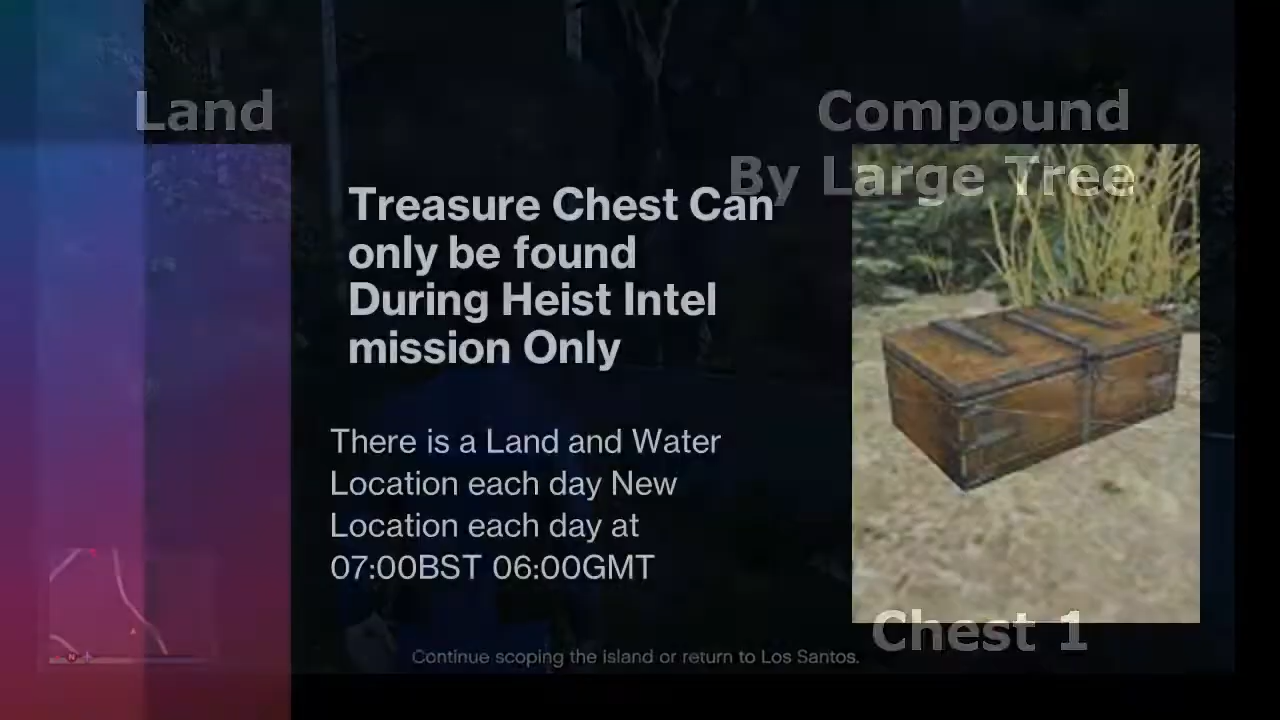 Land
Compound
By Large Tree
Treasure Chest Can
only be found
During Heist Intel
mission Only
There is a Land and Water
Location each day New
Location each day at
07:00BST 06:00GMT
Chest 1
Continue scoping the island or return to Los Santos.
N